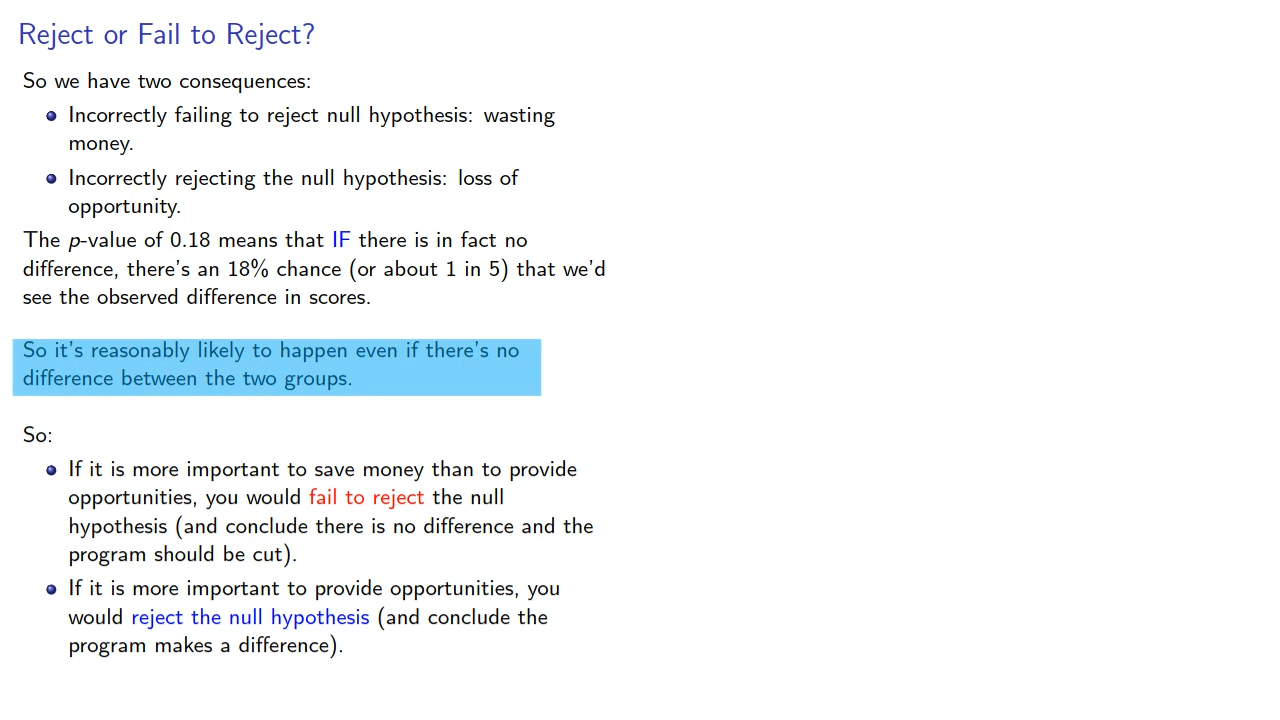 Reject or Fail to Reject?
So we have two consequences:
Incorrectly failing to reject null hypothesis: wasting
money.
Incorrectly rejecting the null hypothesis: loss of
opportunity.
The p-value of 0.18 means that IF there is in fact no
difference, there's an 18% chance (or about 1 in 5) that we'd
see the observed difference in scores.
So it's reasonably likely to happen even if there's no
difference between the two groups.
So:
If it is more important to save money than to provide
opportunities, you would fail to reject the null
hypothesis (and conclude there is no difference and the
program should be cut).
If it is more important to provide opportunities, you
would reject the null hypothesis (and conclude the
program makes a difference).